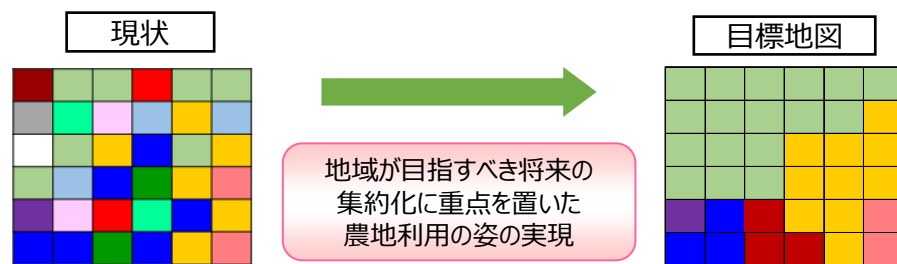 現状
目標地図
地域が目指すべき将来の
集約化に重点を置いた
農地利用の姿の実現